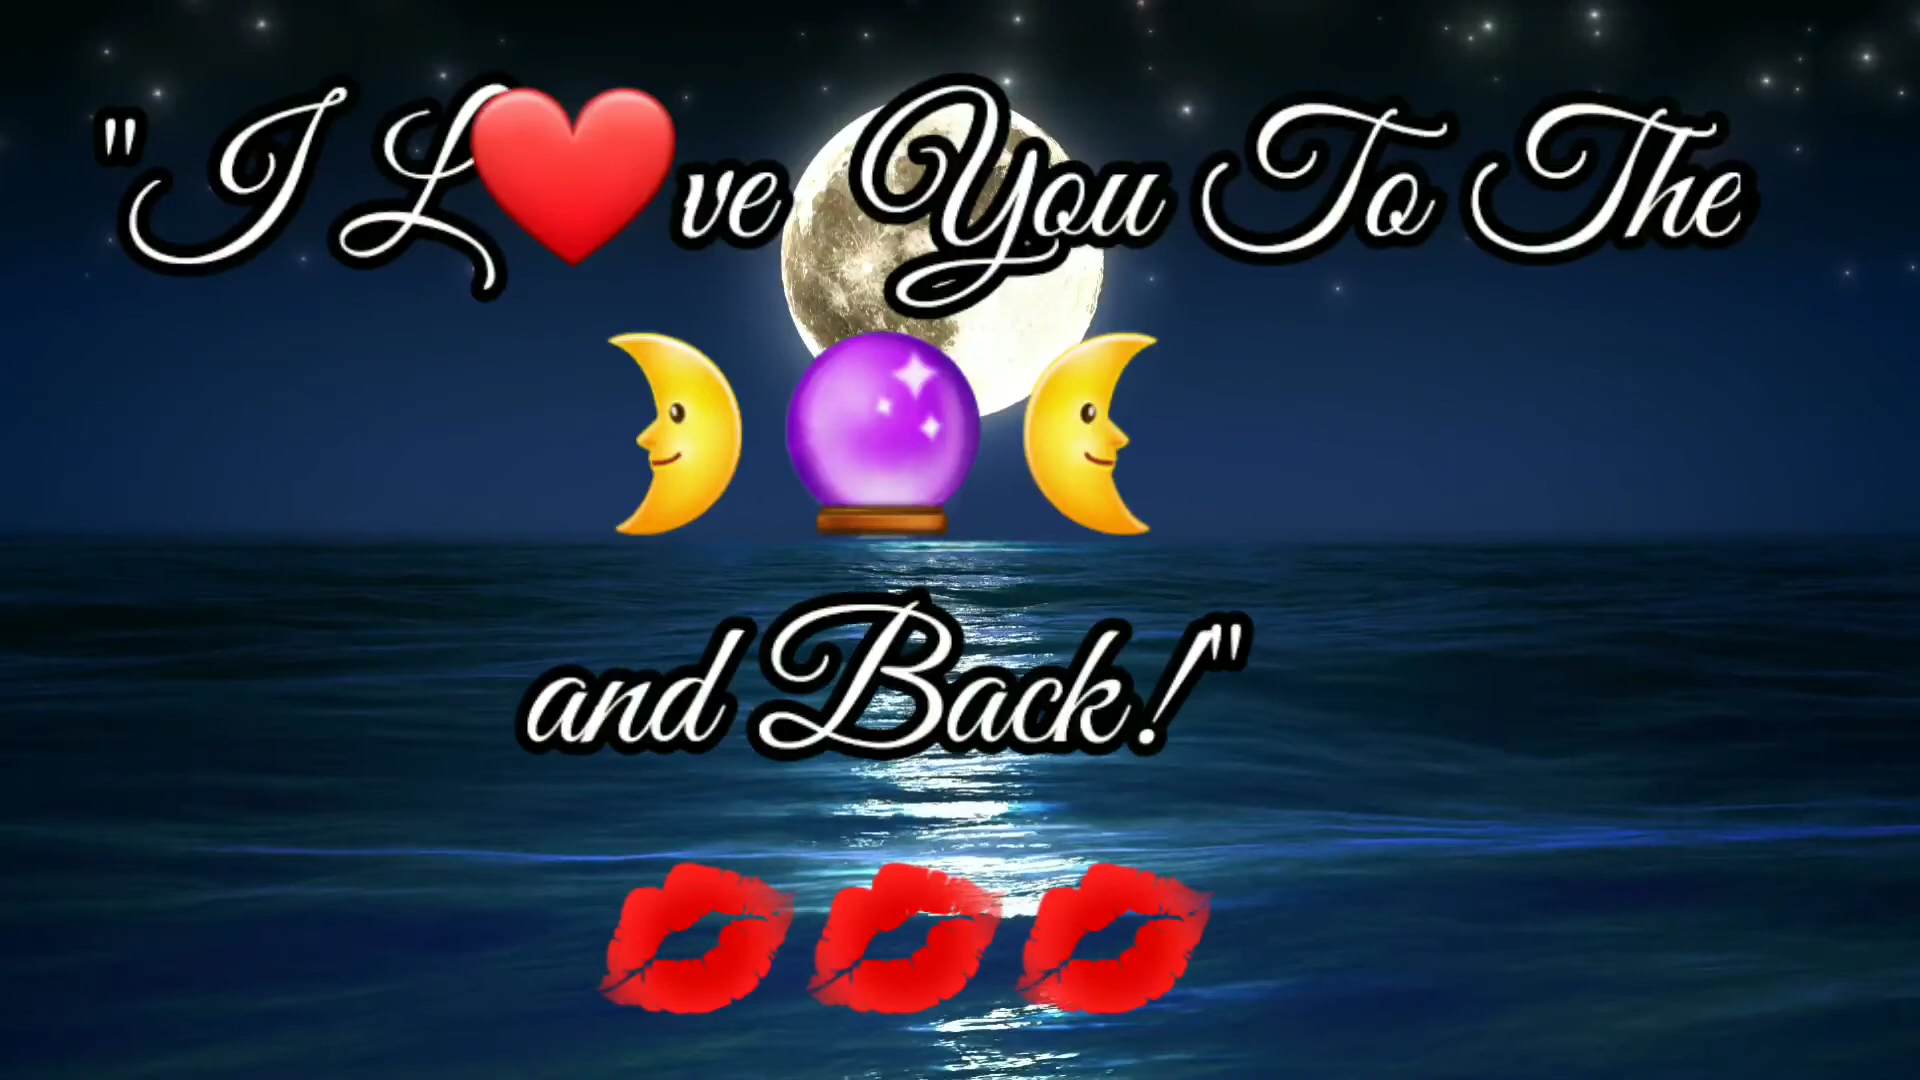 "I L❤️ve You To The
🌛🔮🌜
and Back!"
💋💋💋